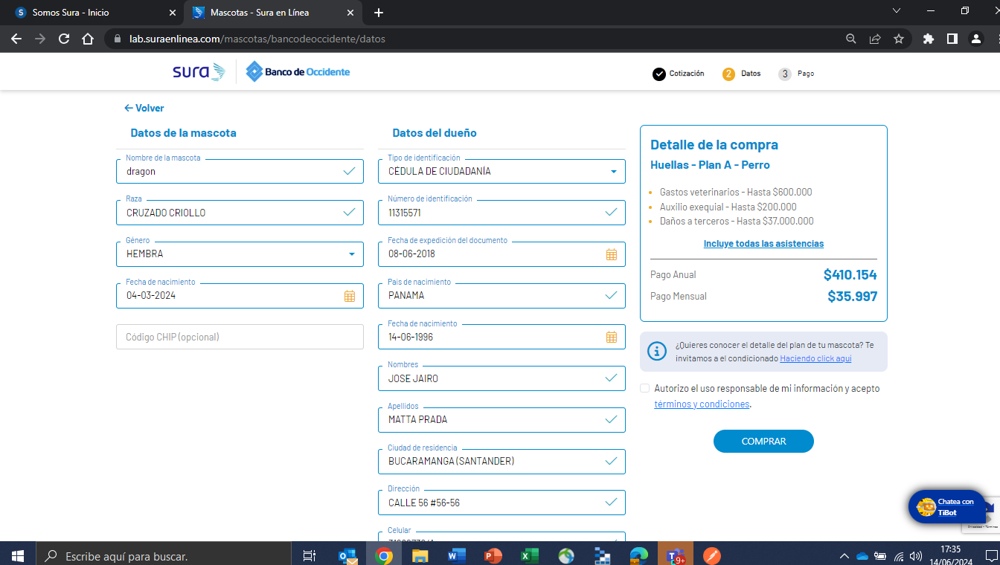 Somos Sura - Inicio
Mascotas - Sura en Línea
lab.suraenlinea.com/mascotas/bancodeoccidente/datos
sura
Banco de Occidente
Cotización
2 Datos
3 Pago
Volver
Datos de la mascota
Nombre de la mascota
dragon
Raza
CRUZADO CRIOLLO
Género
HEMBRA
Fecha de nacimiento
04-03-2024
Código CHIP (opcional)
Datos del dueño
Tipo de identificación
CÉDULA DE CIUDADANÍA
Número de identificación
11315571
Fecha de expedición del documento
08-06-2018
País de nacimiento
PANAMA
Fecha de nacimiento
14-06-1996
Nombres
JOSE JAIRO
Apellidos
MATTA PRADA
Ciudad de residencia
BUCARAMANGA (SANTANDER)
Dirección
CALLE 56 #56-56
Celular
Detalle de la compra
Huellas - Plan A - Perro
Gastos veterinarios - Hasta $600.000
Auxilio exequial - Hasta $200.000
Daños a terceros - Hasta $37.000.000
Incluye todas las asistencias
Pago Anual $410.154
Pago Mensual $35.997
¿Quieres conocer el detalle del plan de tu mascota? Te
invitamos a el condicionado Haciendo click aquí
Autorizo el uso responsable de mi información y acepto
términos y condiciones.
COMPRAR
Chatea con
TiBot
Privacidad - Términos
Escribe aquí para buscar.
9+
17:35
14/06/2024